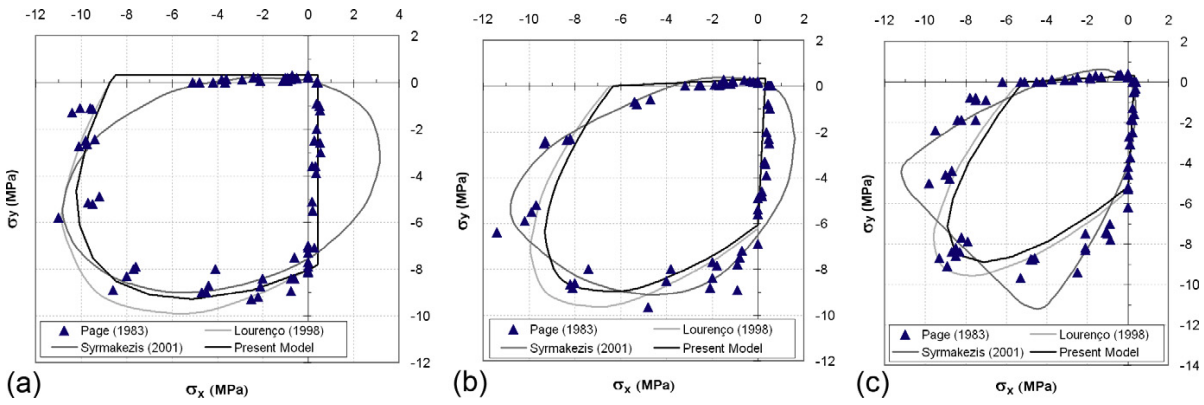 -12 -10 -8 -6 -4 -2 0 2 4
2
0
-2
-4
-6
-8
-10
-12
σy (MPa)
Page (1983) Lourenço (1998)
Syrmakezis (2001) Present Model
(a)
σx (MPa)
-12 -10 -8 -6 -4 -2 0 2
2
0
-2
-4
-6
-8
-10
-12
σy (MPa)
Page (1983) Lourenço (1998)
Syrmakezis (2001) Present Model
(b)
σx (MPa)
-12 -10 -8 -6 -4 -2 0 2
2
0
-2
-4
-6
-8
-10
-12
-14
σy (MPa)
Page (1983) Lourenço (1998)
Syrmakezis (2001) Present Model
(c)
σx (MPa)